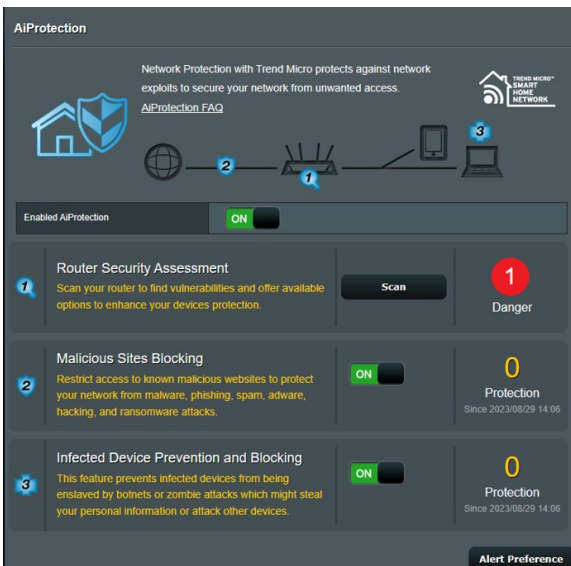 AiProtection
Network Protection with Trend Micro protects against network
exploits to secure your network from unwanted access.
AiProtection FAQ
TREND MICRO™
SMART
HOME
NETWORK
3
2
1
Enabled AiProtection
ON
1
Router Security Assessment
Scan your router to find vulnerabilities and offer available
options to enhance your devices protection.
Scan
1
Danger
2
Malicious Sites Blocking
Restrict access to known malicious websites to protect
your network from malware, phishing, spam, adware,
hacking, and ransomware attacks.
ON
0
Protection
Since 2023/08/29 14:06
3
Infected Device Prevention and Blocking
This feature prevents infected devices from being
enslaved by botnets or zombie attacks which might steal
your personal information or attack other devices.
ON
0
Protection
Since 2023/08/29 14:06
Alert Preference